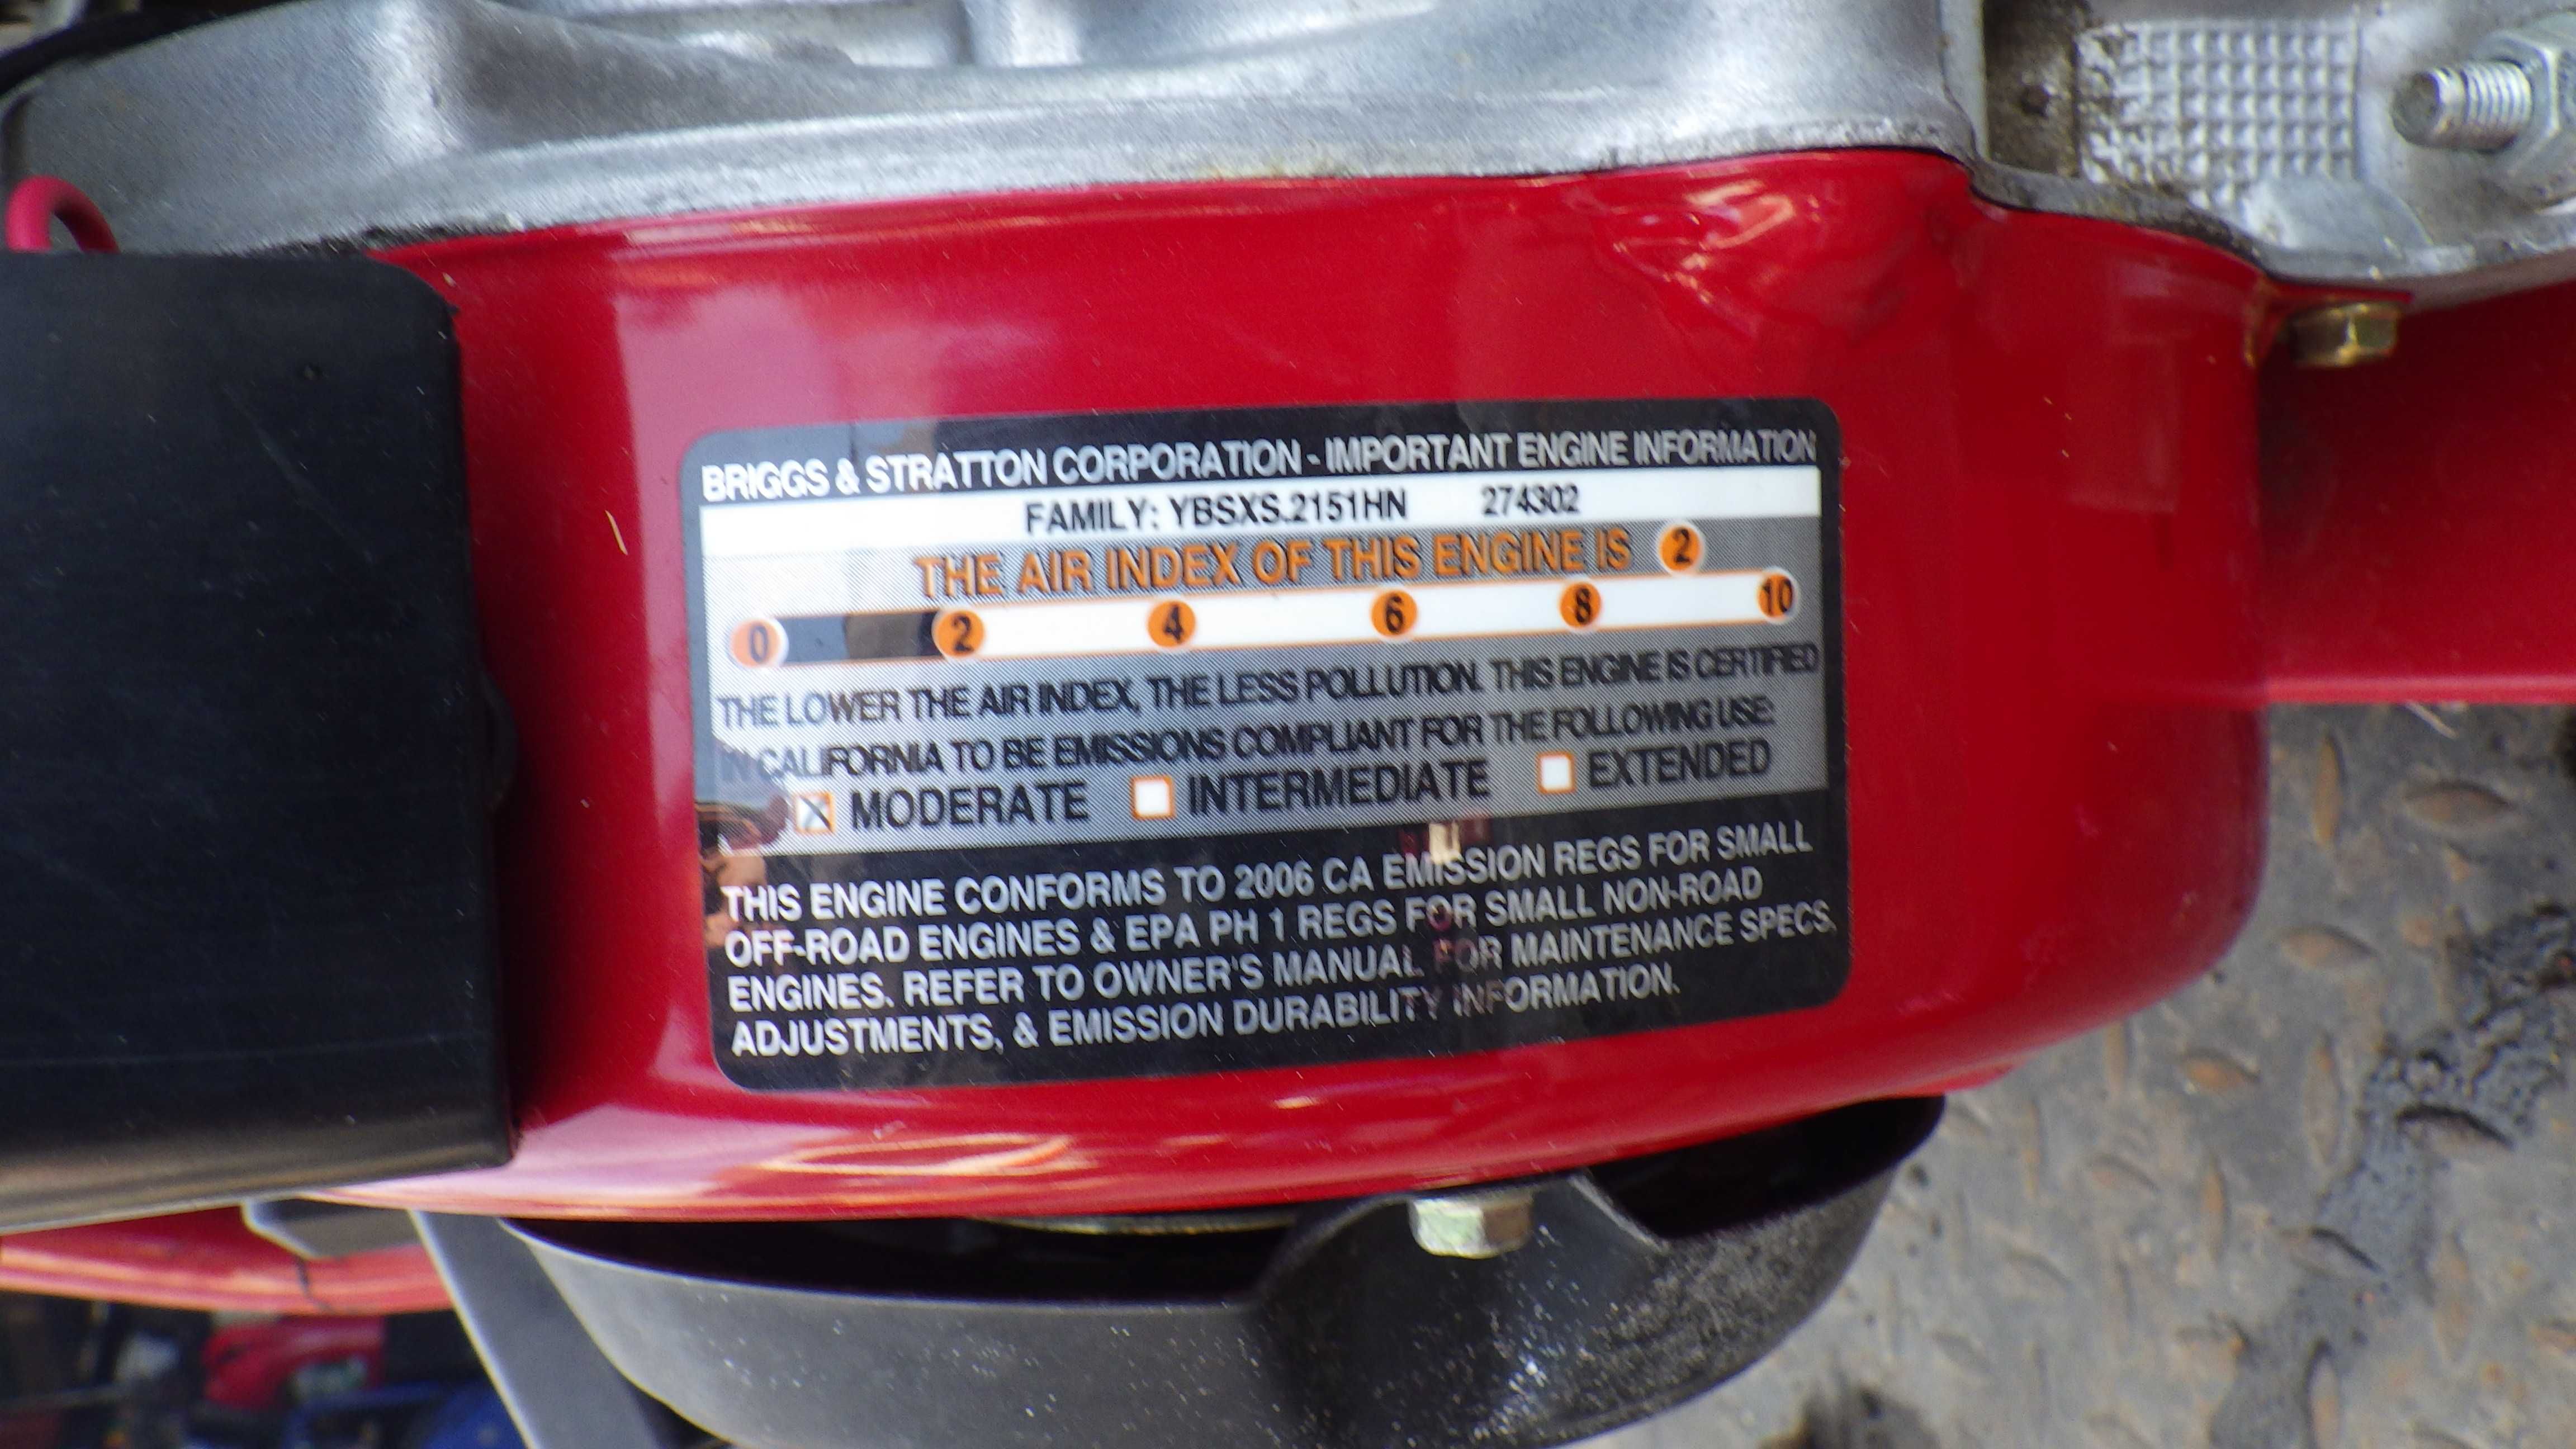 BRIGGS & STRATTON CORPORATION - IMPORTANT ENGINE INFORMATION
FAMILY: YBSXS.2151HN 274302
THE AIR INDEX OF THIS ENGINE IS 2
0 2 4 6 8 10
THE LOWER THE AIR INDEX, THE LESS POLLUTION. THIS ENGINE IS CERTIFIED
IN CALIFORNIA TO BE EMISSIONS COMPLIANT FOR THE FOLLOWING USE:
X MODERATE INTERMEDIATE EXTENDED
THIS ENGINE CONFORMS TO 2006 CA EMISSION REGS FOR SMALL
OFF-ROAD ENGINES & EPA PH 1 REGS FOR SMALL NON-ROAD
ENGINES. REFER TO OWNER'S MANUAL FOR MAINTENANCE SPECS,
ADJUSTMENTS, & EMISSION DURABILITY INFORMATION.